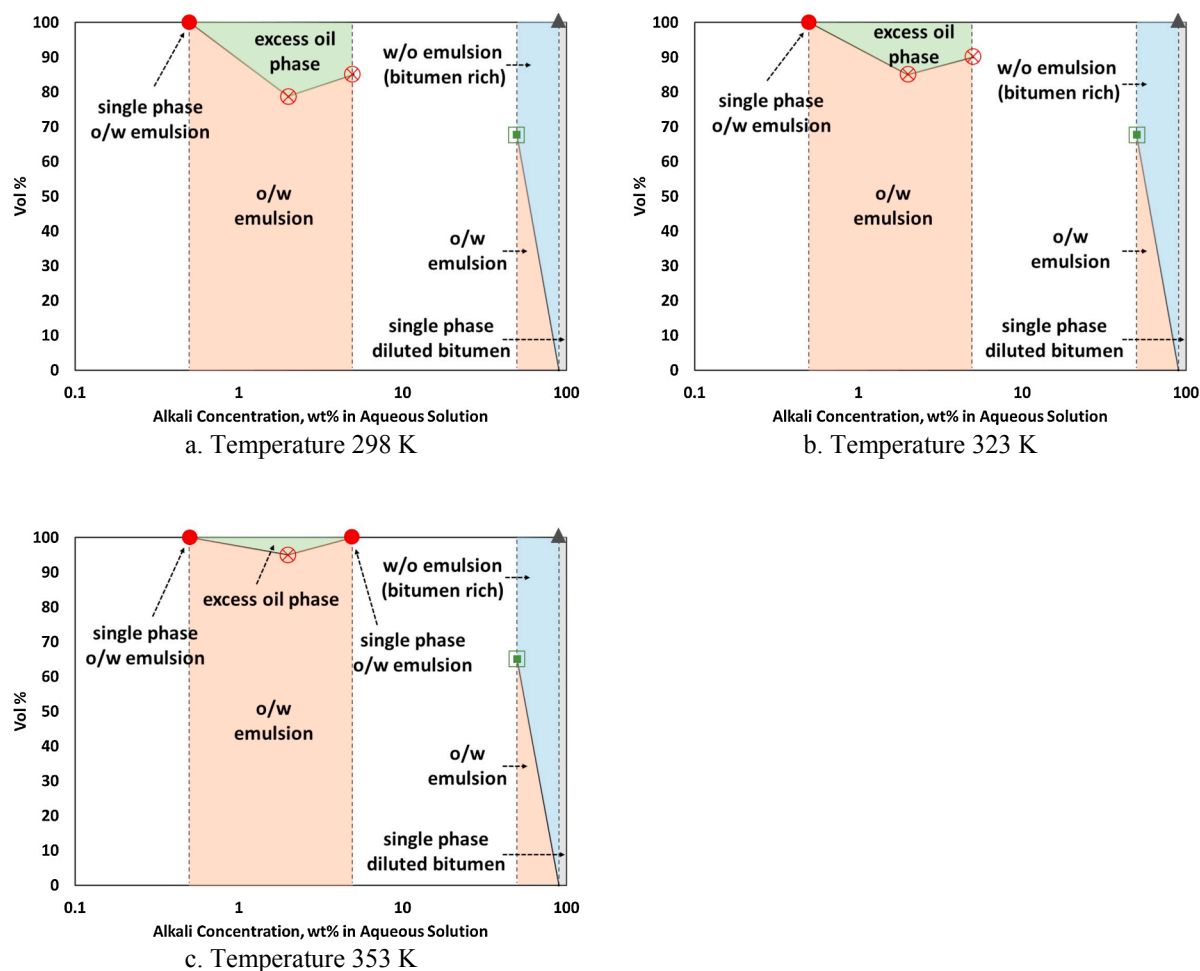 100
90
80
70
60
50
40
30
20
10
0
Vol %
excess oil
phase
w/o emulsion
(bitumen rich)
single phase
o/w emulsion
o/w
emulsion
o/w
emulsion
single phase
diluted bitumen
0.1
1
10
100
Alkali Concentration, wt% in Aqueous Solution
a. Temperature 298 K
100
90
80
70
60
50
40
30
20
10
0
Vol %
excess oil
phase
w/o emulsion
(bitumen rich)
single phase
o/w emulsion
o/w
emulsion
o/w
emulsion
single phase
diluted bitumen
0.1
1
10
100
Alkali Concentration, wt% in Aqueous Solution
b. Temperature 323 K
100
90
80
70
60
50
40
30
20
10
0
Vol %
w/o emulsion
(bitumen rich)
excess oil phase
single phase
o/w emulsion
single phase
o/w emulsion
o/w
emulsion
o/w
emulsion
single phase
diluted bitumen
0.1
1
10
100
Alkali Concentration, wt% in Aqueous Solution
c. Temperature 353 K